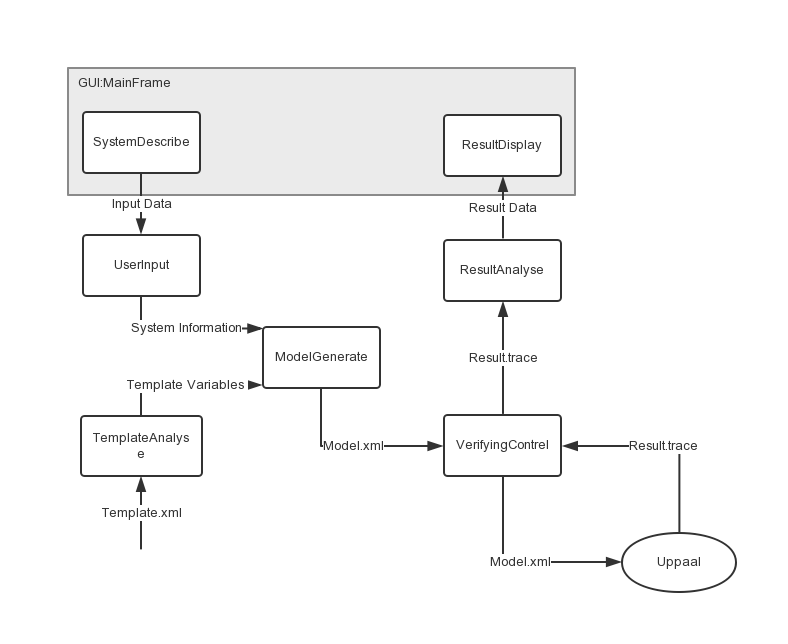 GUI:MainFrame
SystemDescribe
ResultDisplay
Input Data
Result Data
UserInput
ResultAnalyse
System Information
ModelGenerate
Result.trace
Template Variables
TemplateAnalys
e
Model.xml
VerifyingContrel
Result.trace
Template.xml
Model.xml
Uppaal